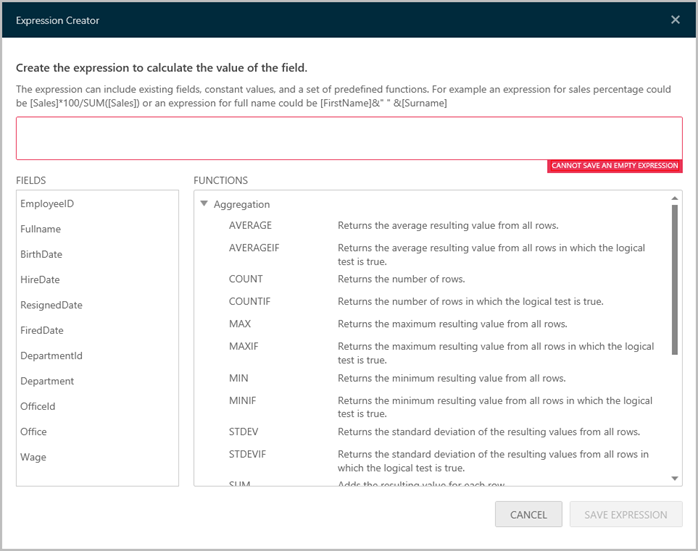 Expression Creator
Create the expression to calculate the value of the field.
The expression can include existing fields, constant values, and a set of predefined functions. For example an expression for sales percentage could
be [Sales]*100/SUM([Sales]) or an expression for full name could be [FirstName]&" " &[Surname]
CANNOT SAVE AN EMPTY EXPRESSION
FIELDS
EmployeeID
Fullname
BirthDate
HireDate
ResignedDate
FiredDate
DepartmentId
Department
OfficeId
Office
Wage
FUNCTIONS
Aggregation
AVERAGE Returns the average resulting value from all rows.
AVERAGEIF Returns the average resulting value from all rows in which the logical
test is true.
COUNT Returns the number of rows.
COUNTIF Returns the number of rows in which the logical test is true.
MAX Returns the maximum resulting value from all rows.
MAXIF Returns the maximum resulting value from all rows in which the logical
test is true.
MIN Returns the minimum resulting value from all rows.
MINIF Returns the minimum resulting value from all rows in which the logical
test is true.
STDEV Returns the standard deviation of the resulting values from all rows.
STDEVIF Returns the standard deviation of the resulting values from all rows in
which the logical test is true.
SUM Adds the resulting value for each row.
CANCEL
SAVE EXPRESSION